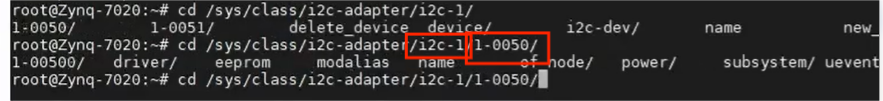 root@Zynq-7020:~# cd /sys/class/i2c-adapter/i2c-1/
1-0050/ 1-0051/ delete_device device/ i2c-dev/ name new_
root@Zynq-7020:~# cd /sys/class/i2c-adapter/i2c-1/1-0050/
1-00500/ driver/ eeprom modalias name of_node/ power/ subsystem/ uevent
root@Zynq-7020:~# cd /sys/class/i2c-adapter/i2c-1/1-0050/